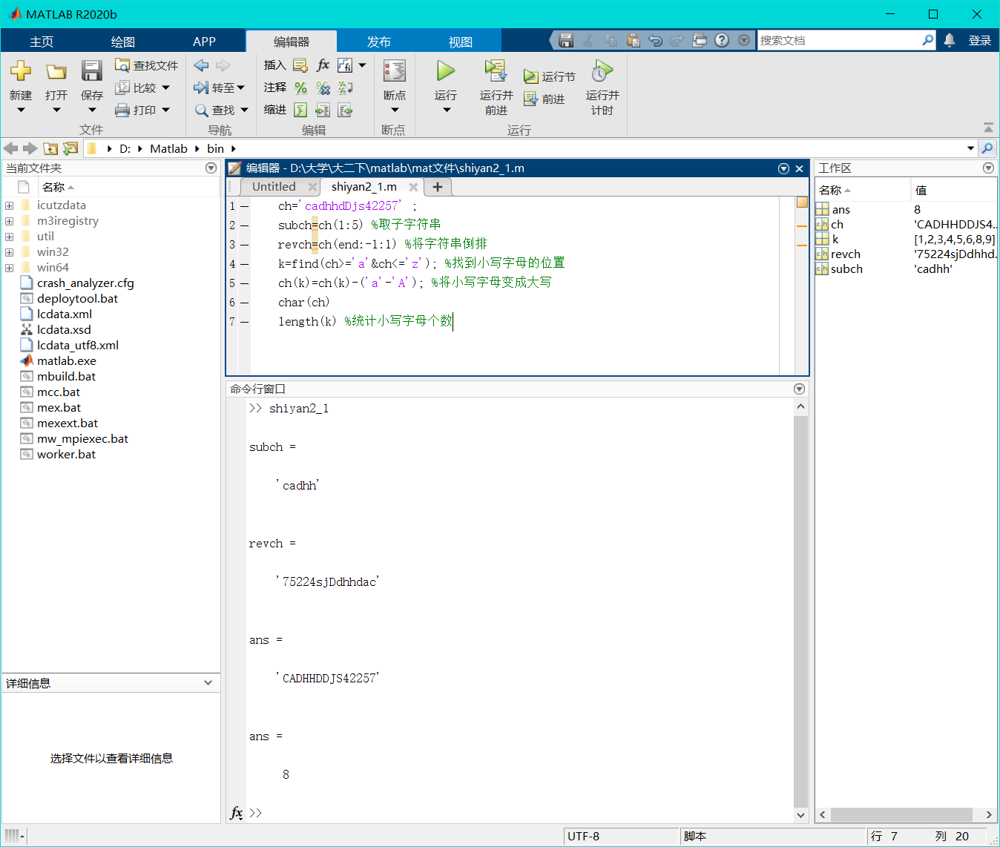 MATLAB R2020b
主页 绘图 APP 编辑器 发布 视图 搜索文档 登录
新建 打开 保存 查找文件 比较 打印 转至 查找 插入 fx 注释 缩进 断点 运行 运行并前进 运行节 前进 运行并计时
文件 导航 编辑 断点 运行
D: Matlab bin
当前文件夹
名称
icutzdata
m3iregistry
util
win32
win64
crash_analyzer.cfg
deploytool.bat
lcdata.xml
lcdata.xsd
lcdata_utf8.xml
matlab.exe
mbuild.bat
mcc.bat
mex.bat
mexext.bat
mw_mpiexec.bat
worker.bat
详细信息
选择文件以查看详细信息
编辑器 - D:\大学\大二下\matlab\mat文件\shiyan2_1.m
Untitled shiyan2_1.m
1 ch='cadhhdDjs42257' ;
2 subch=ch(1:5) %取子字符串
3 revch=ch(end:-1:1) %将字符串倒排
4 k=find(ch>='a'&ch<='z'); %找到小写字母的位置
5 ch(k)=ch(k)-('a'-'A'); %将小写字母变成大写
6 char(ch)
7 length(k) %统计小写字母个数
命令行窗口
>> shiyan2_1
subch =
'cadhh'
revch =
'75224sjDdhhdac'
ans =
'CADHHDDJS42257'
ans =
8
fx >>
工作区
名称 值
ans 8
ch 'CADHHDDJS4...
k [1,2,3,4,5,6,8,9]
revch '75224sjDdhhd...
subch 'cadhh'
UTF-8 脚本 行 7 列 20